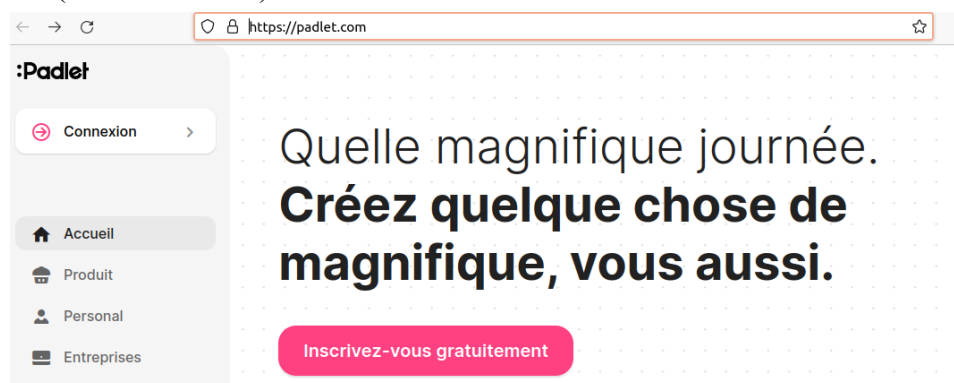 https://padlet.com
:Padlet
Connexion
Quelle magnifique journée.
Créez quelque chose de
magnifique, vous aussi.
Accueil
Produit
Personal
Entreprises
Inscrivez-vous gratuitement